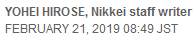 YOHEI HIROSE, Nikkei staff writer
FEBRUARY 21, 2019 08:49 JST